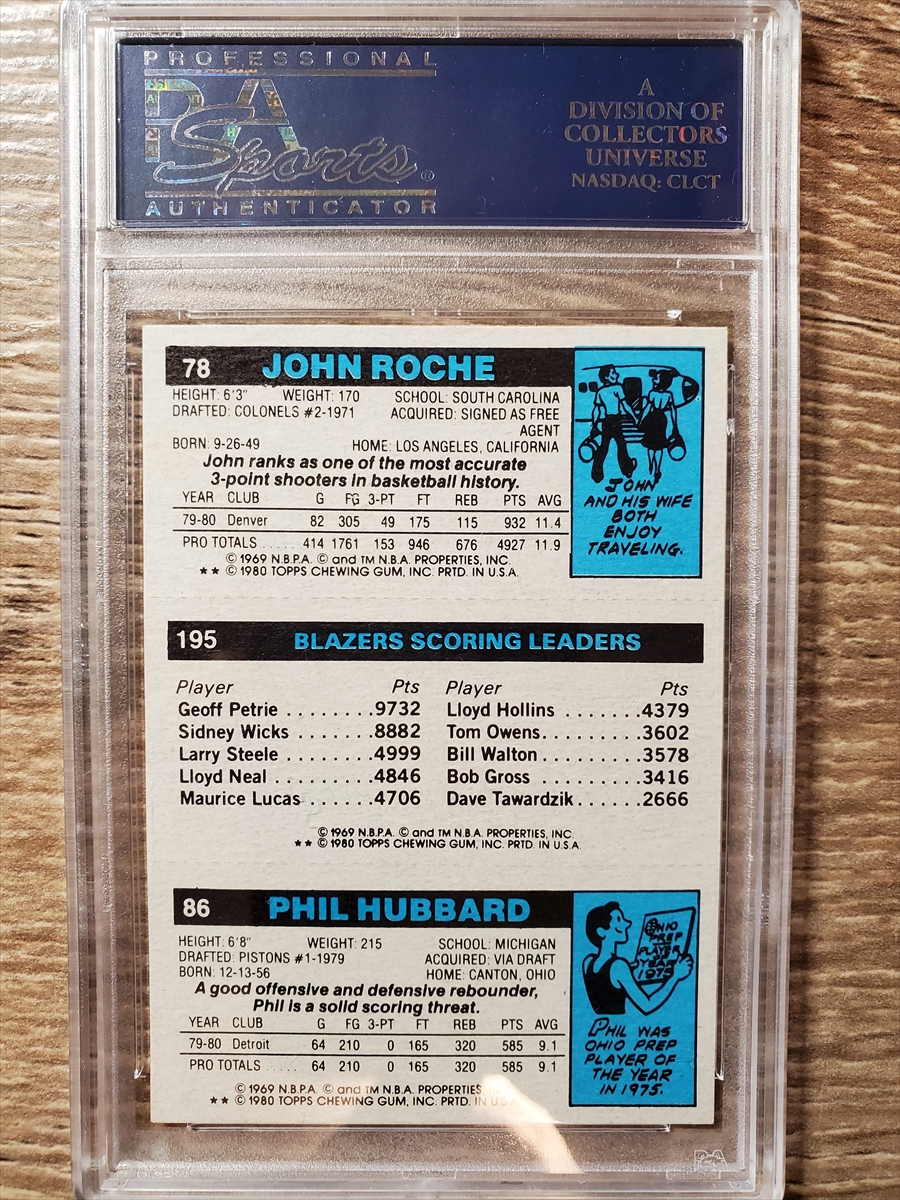 PROFESSIONAL
PSA
Sports®
AUTHENTICATOR
A
DIVISION OF
COLLECTORS
UNIVERSE
NASDAQ: CLCT
78 JOHN ROCHE
HEIGHT: 6'3" WEIGHT: 170 SCHOOL: SOUTH CAROLINA
DRAFTED: COLONELS #2-1971 ACQUIRED: SIGNED AS FREE
AGENT
BORN: 9-26-49 HOME: LOS ANGELES, CALIFORNIA
John ranks as one of the most accurate
3-point shooters in basketball history.
YEAR CLUB G FG 3-PT FT REB PTS AVG
79-80 Denver 82 305 49 175 115 932 11.4
PRO TOTALS ..... 414 1761 153 946 676 4927 11.9
© 1969 N.B.P.A. © and TM N.B.A. PROPERTIES, INC.
★★ © 1980 TOPPS CHEWING GUM, INC. PRTD. IN U.S.A.
JOHN
AND HIS WIFE
BOTH
ENJOY
TRAVELING.
195 BLAZERS SCORING LEADERS
Player Pts Player Pts
Geoff Petrie ........9732 Lloyd Hollins .......4379
Sidney Wicks ........8882 Tom Owens.........3602
Larry Steele ........4999 Bill Walton........3578
Lloyd Neal .........4846 Bob Gross ........3416
Maurice Lucas ......4706 Dave Tawardzik......2666
© 1969 N.B.P.A. © and TM N.B.A. PROPERTIES, INC.
★★ © 1980 TOPPS CHEWING GUM, INC. PRTD. IN U.S.A.
86 PHIL HUBBARD
HEIGHT: 6'8" WEIGHT: 215 SCHOOL: MICHIGAN
DRAFTED: PISTONS #1-1979 ACQUIRED: VIA DRAFT
BORN: 12-13-56 HOME: CANTON, OHIO
A good offensive and defensive rebounder,
Phil is a solid scoring threat.
YEAR CLUB G FG 3-PT FT REB PTS AVG
79-80 Detroit 64 210 0 165 320 585 9.1
PRO TOTALS ..... 64 210 0 165 320 585 9.1
© 1969 N.B.P.A. © and TM N.B.A. PROPERTIES, INC.
★★ © 1980 TOPPS CHEWING GUM, INC. PRTD. IN U.S.A.
OHIO
PREP
PLAYER
OF
YEAR
1975
PHIL WAS
OHIO PREP
PLAYER OF
THE YEAR
IN 1975.
PSA